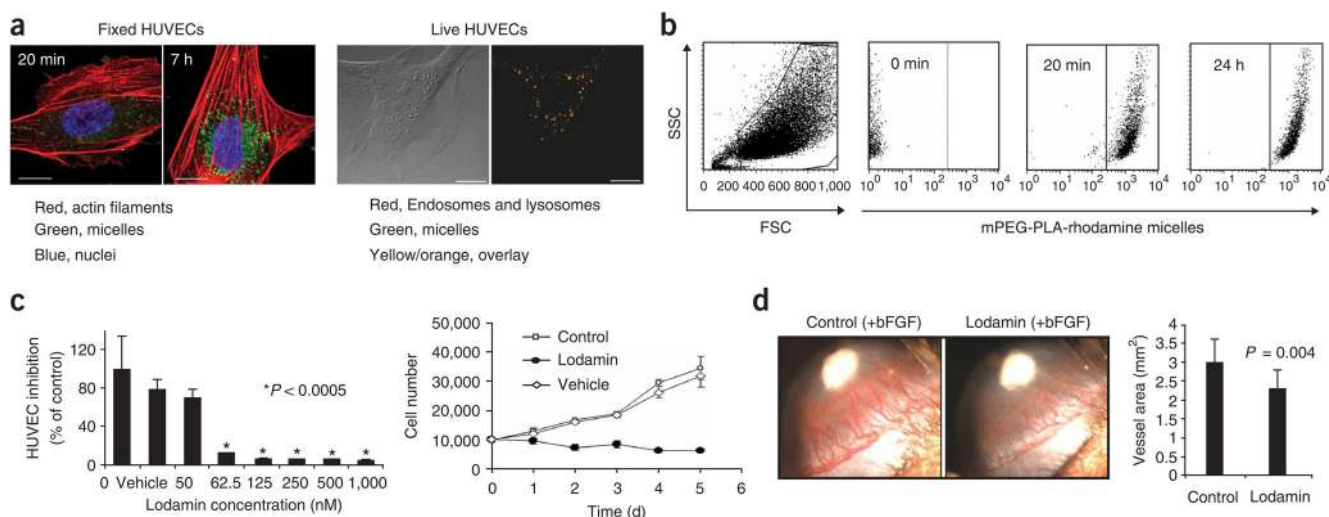 a
Fixed HUVECs
Live HUVECs
20 min
7 h
Red, actin filaments
Green, micelles
Blue, nuclei
Red, Endosomes and lysosomes
Green, micelles
Yellow/orange, overlay
b
SSC
0 200 400 600 800 1,000
FSC
0 min
20 min
24 h
10⁰ 10¹ 10² 10³ 10⁴
10⁰ 10¹ 10² 10³ 10⁴
10⁰ 10¹ 10² 10³ 10⁴
mPEG-PLA-rhodamine micelles
c
HUVEC inhibition
(% of control)
120
80
40
0
*P < 0.0005
* * * * *
0 Vehicle 50 62.5 125 250 500 1,000
Lodamin concentration (nM)
Cell number
50,000
40,000
30,000
20,000
10,000
0
Control
Lodamin
Vehicle
0 1 2 3 4 5 6
Time (d)
d
Control (+bFGF)
Lodamin (+bFGF)
Vessel area (mm²)
4
3.5
3
2.5
2
1.5
1
0.5
0
P = 0.004
Control Lodamin